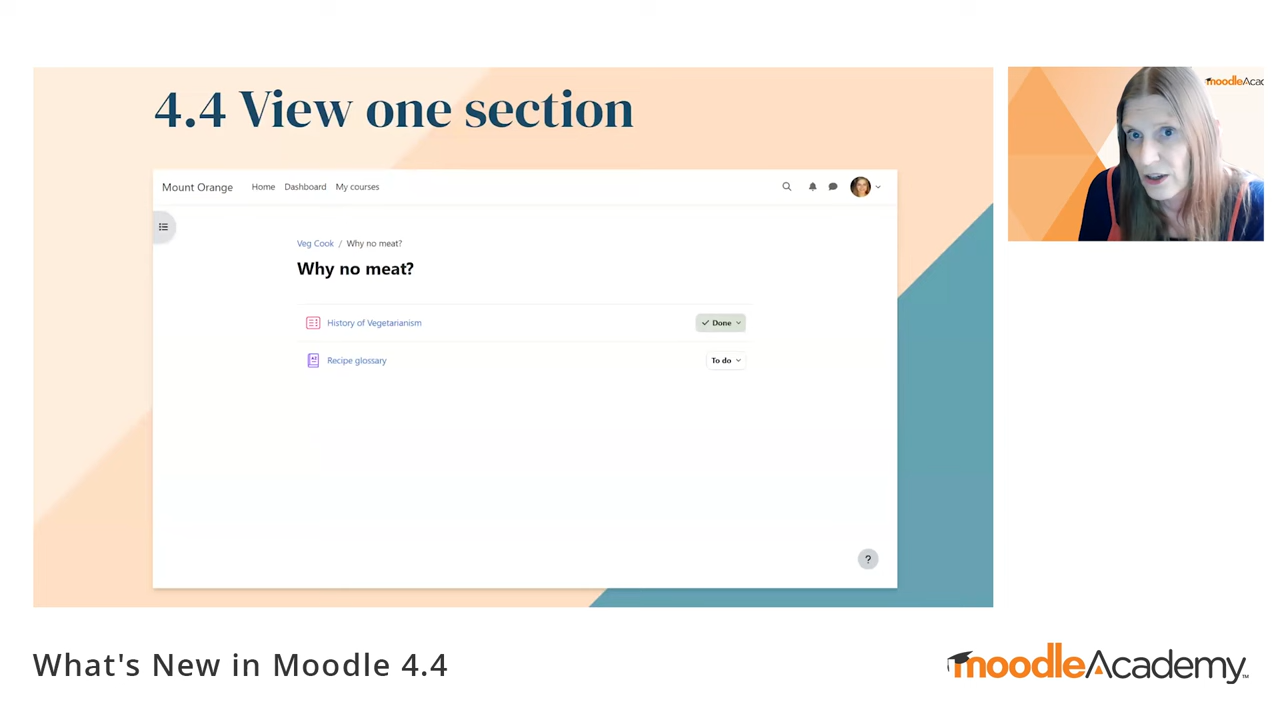 moodleAcad
4.4 View one section
Mount Orange Home Dashboard My courses
Veg Cook / Why no meat?
Why no meat?
History of Vegetarianism Done
Recipe glossary To do
?
What's New in Moodle 4.4
moodleAcademy™